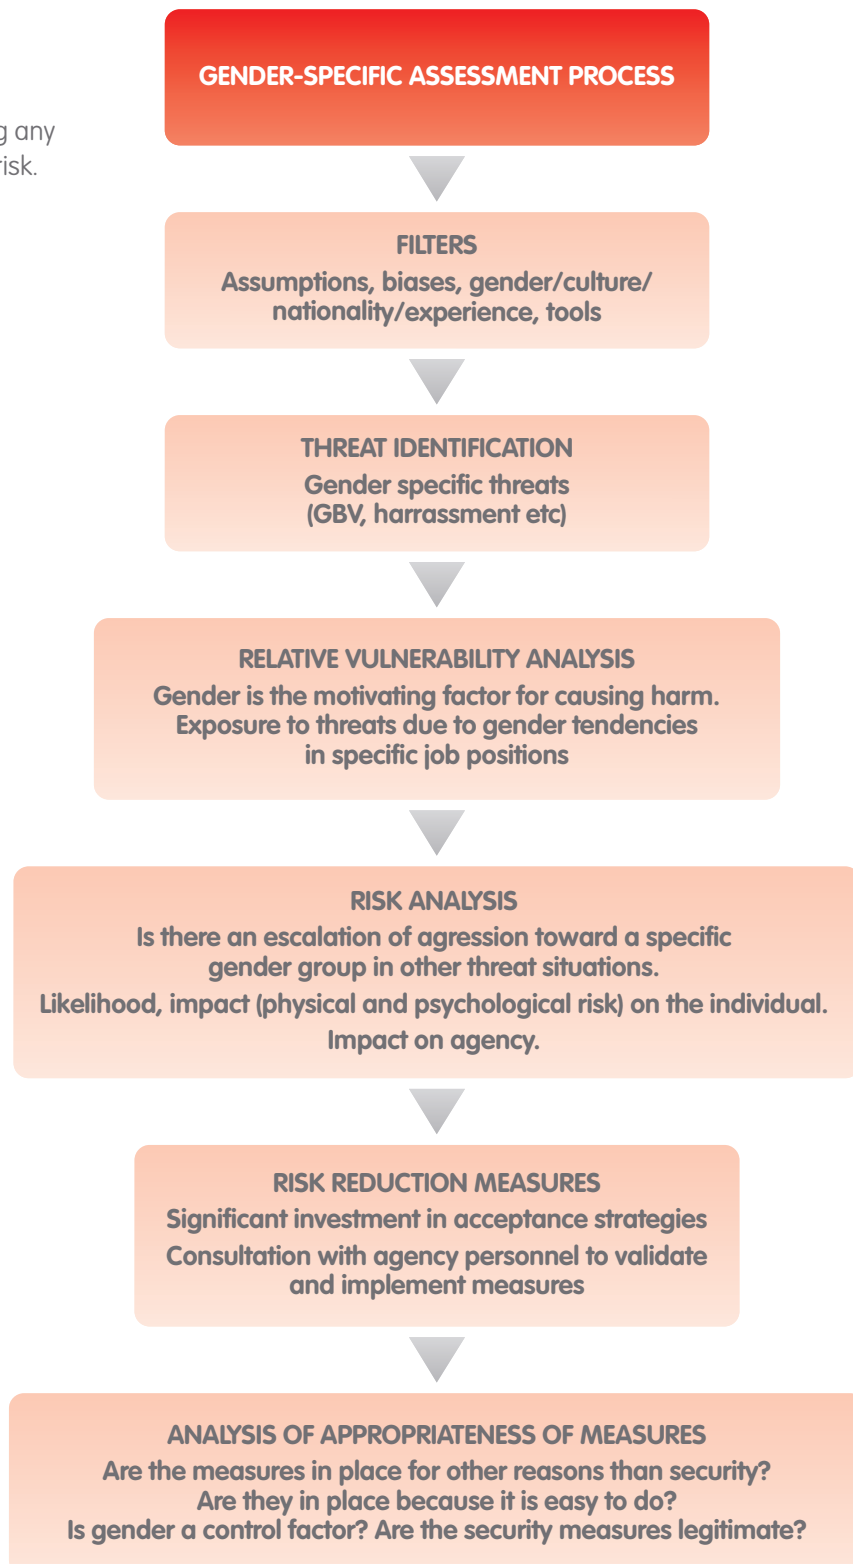 GENDER-SPECIFIC ASSESSMENT PROCESS
g any
risk.
FILTERS
Assumptions, biases, gender/culture/
nationality/experience, tools
THREAT IDENTIFICATION
Gender specific threats
(GBV, harrassment etc)
RELATIVE VULNERABILITY ANALYSIS
Gender is the motivating factor for causing harm.
Exposure to threats due to gender tendencies
in specific job positions
RISK ANALYSIS
Is there an escalation of agression toward a specific
gender group in other threat situations.
Likelihood, impact (physical and psychological risk) on the individual.
Impact on agency.
RISK REDUCTION MEASURES
Significant investment in acceptance strategies
Consultation with agency personnel to validate
and implement measures
ANALYSIS OF APPROPRIATENESS OF MEASURES
Are the measures in place for other reasons than security?
Are they in place because it is easy to do?
Is gender a control factor? Are the security measures legitimate?